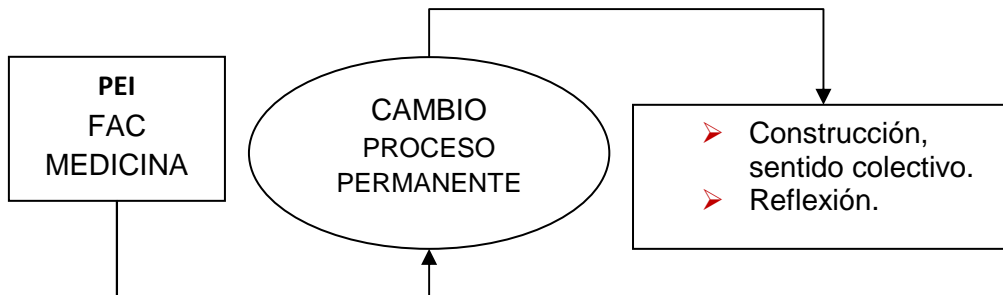 PEI
FAC
MEDICINA
CAMBIO
PROCESO
PERMANENTE
➢ Construcción,
sentido colectivo.
➢ Reflexión.